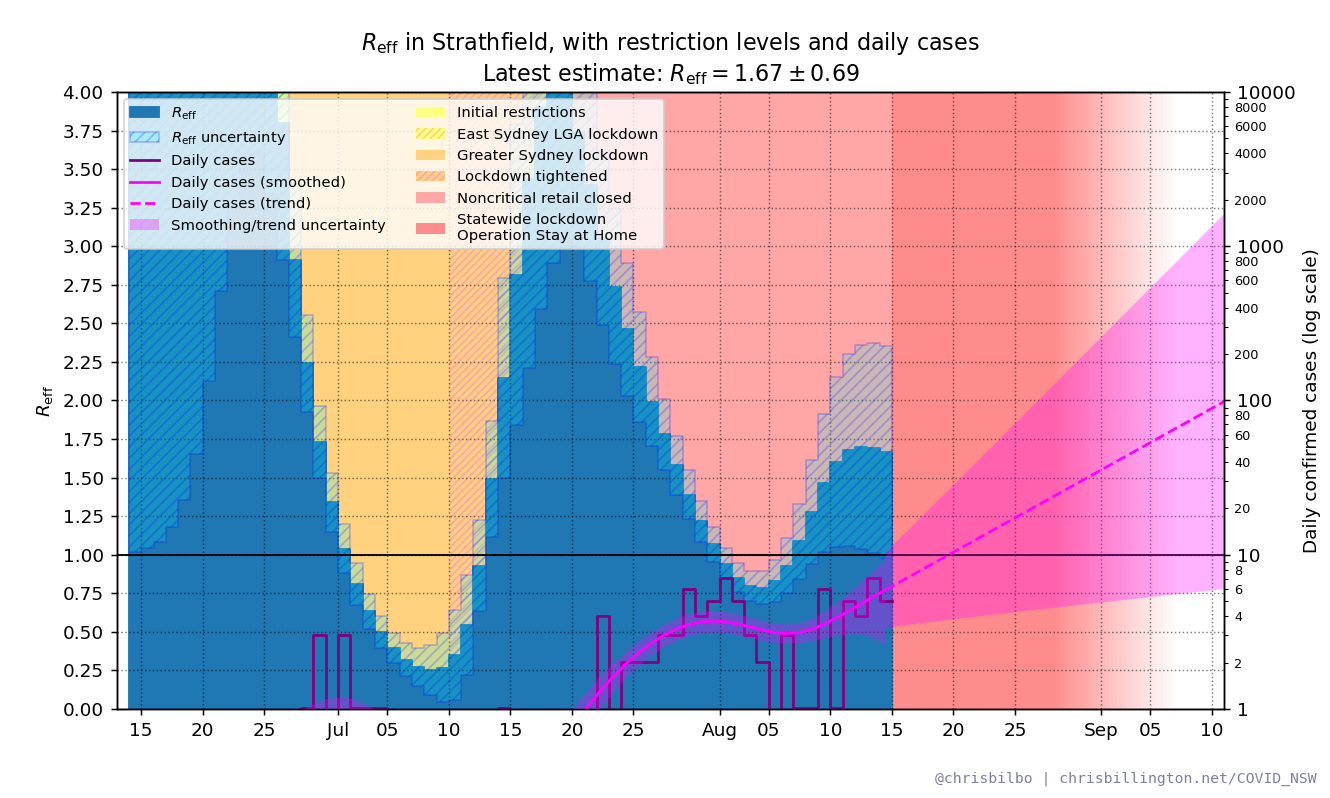 Reff in Strathfield, with restriction levels and daily cases
Latest estimate: Reff = 1.67 ± 0.69
Reff
Reff uncertainty
Daily cases
Daily cases (smoothed)
Daily cases (trend)
Smoothing/trend uncertainty
Initial restrictions
East Sydney LGA lockdown
Greater Sydney lockdown
Lockdown tightened
Noncritical retail closed
Statewide lockdown
Operation Stay at Home
4.00
3.75
3.50
3.25
3.00
2.75
2.50
2.25
2.00
1.75
1.50
1.25
1.00
0.75
0.50
0.25
0.00
Reff
10000
8000
6000
4000
2000
1000
800
600
400
200
100
80
60
40
20
10
8
6
4
2
1
Daily confirmed cases (log scale)
15 20 25 Jul 05 10 15 20 25 Aug 05 10 15 20 25 Sep 05 10
@chrisbilbo | chrisbillington.net/COVID_NSW